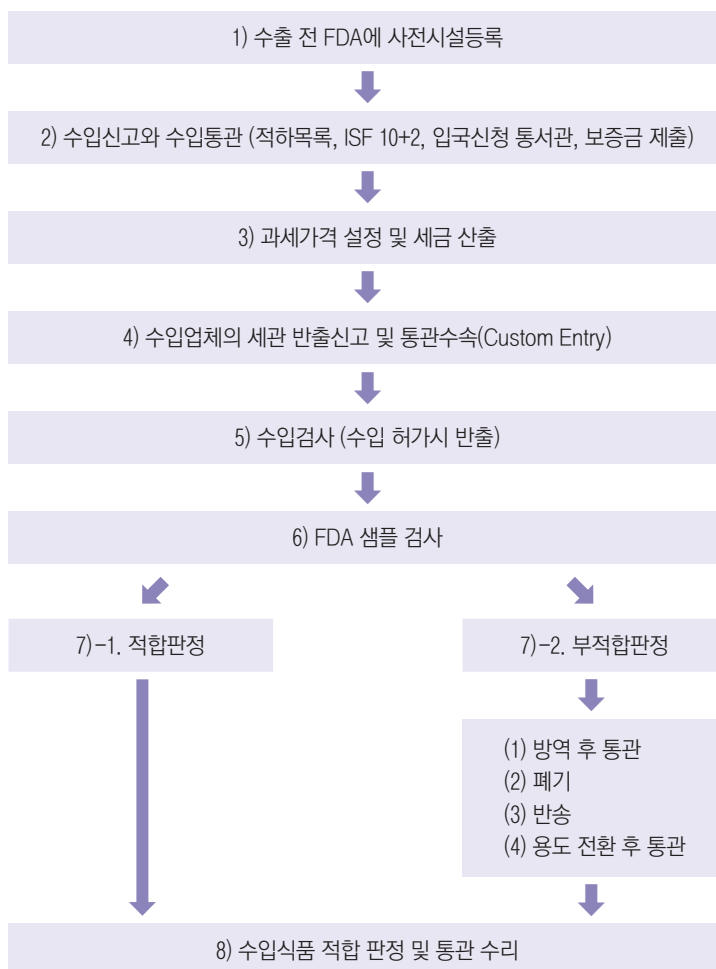 1) 수출 전 FDA에 사전시설등록
2) 수입신고와 수입통관 (적하목록, ISF 10+2, 입국신청 통서관, 보증금 제출)
3) 과세가격 설정 및 세금 산출
4) 수입업체의 세관 반출신고 및 통관수속(Custom Entry)
5) 수입검사 (수입 허가시 반출)
6) FDA 샘플 검사
7)-1. 적합판정
7)-2. 부적합판정
(1) 방역 후 통관
(2) 폐기
(3) 반송
(4) 용도 전환 후 통관
8) 수입식품 적합 판정 및 통관 수리